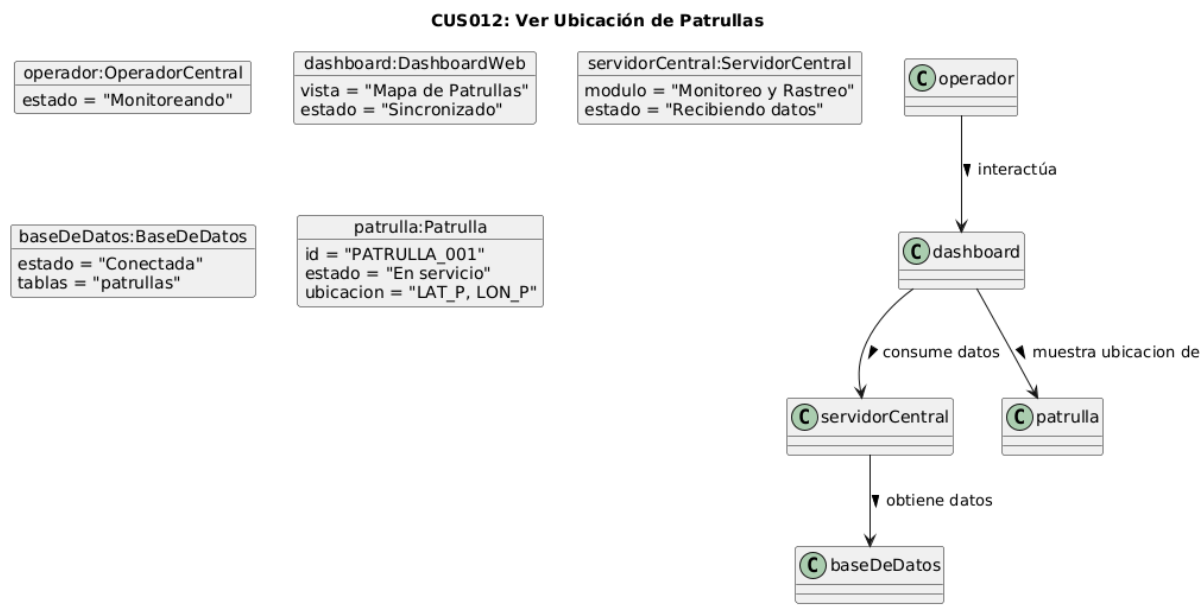 CUS012: Ver Ubicación de Patrullas
operador:OperadorCentral
estado = "Monitoreando"
dashboard:DashboardWeb
vista = "Mapa de Patrullas"
estado = "Sincronizado"
servidorCentral:ServidorCentral
modulo = "Monitoreo y Rastreo"
estado = "Recibiendo datos"
C operador
interactúa
baseDeDatos:BaseDeDatos
estado = "Conectada"
tablas = "patrullas"
patrulla:Patrulla
id = "PATRULLA_001"
estado = "En servicio"
ubicacion = "LAT_P, LON_P"
C dashboard
consume datos
muestra ubicacion de
C servidorCentral
C patrulla
obtiene datos
C baseDeDatos